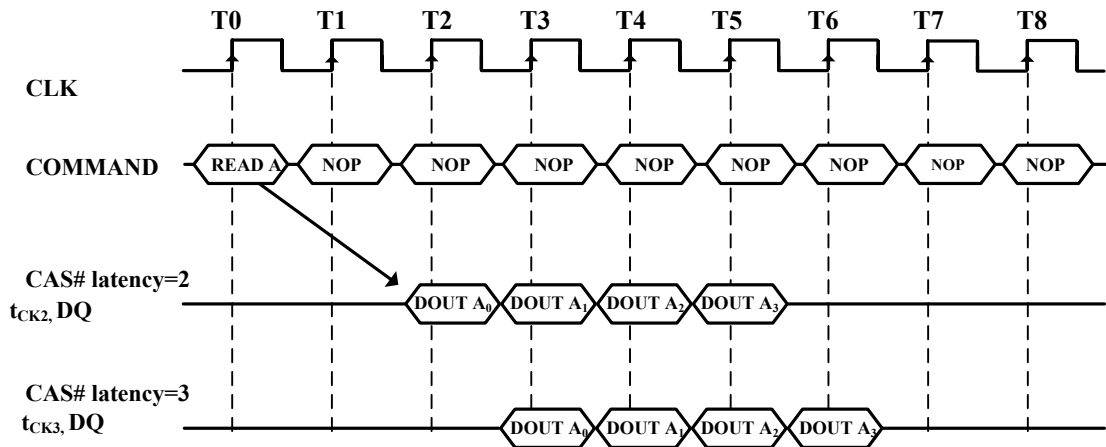 T0 T1 T2 T3 T4 T5 T6 T7 T8
CLK
COMMAND READ A NOP NOP NOP NOP NOP NOP NOP NOP
CAS# latency=2
tCK2, DQ DOUT A0 DOUT A1 DOUT A2 DOUT A3
CAS# latency=3
tCK3, DQ DOUT A0 DOUT A1 DOUT A2 DOUT A3